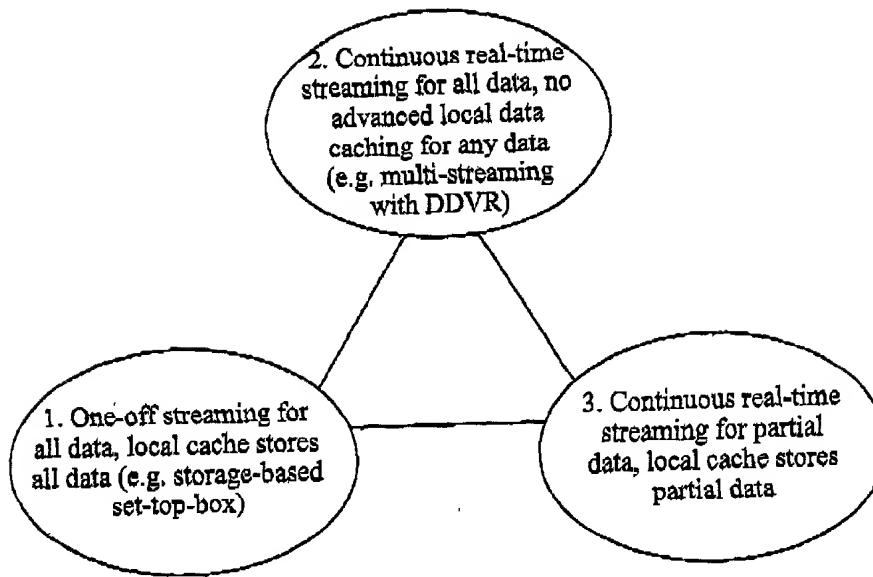 2. Continuous real-time
streaming for all data, no
advanced local data
caching for any data
(e.g. multi-streaming
with DDVR)
1. One-off streaming for
all data, local cache stores
all data (e.g. storage-based
set-top-box)
3. Continuous real-time
streaming for partial
data, local cache stores
partial data